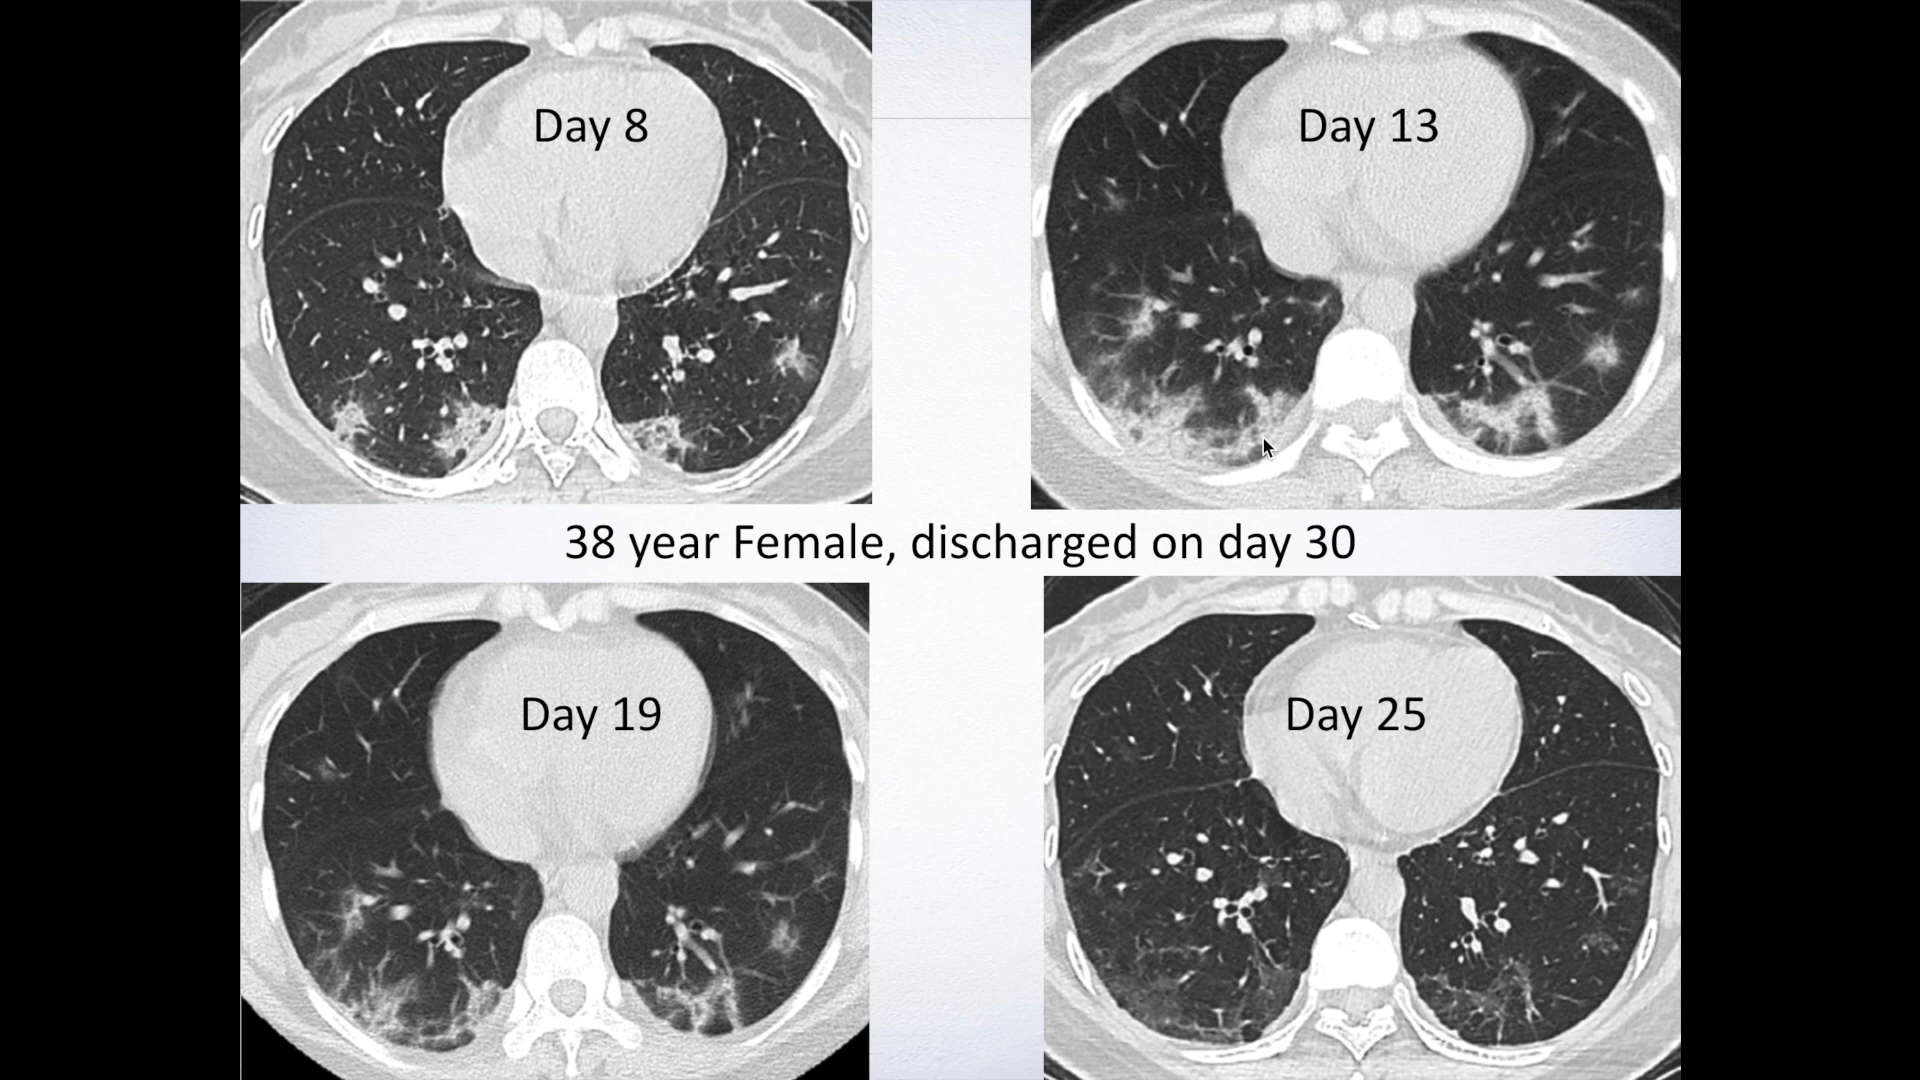 Day 8
Day 13
38 year Female, discharged on day 30
Day 19
Day 25